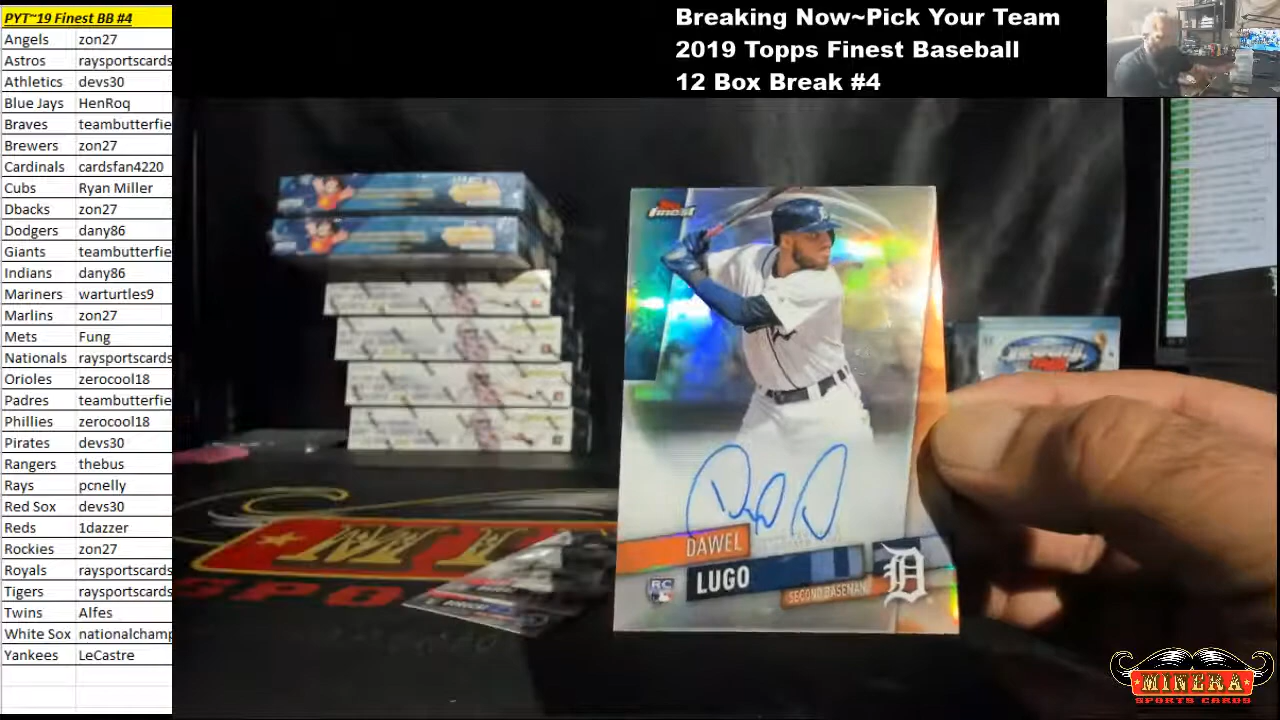 PYT~19 Finest BB #4
Angels zon27
Astros raysportscards
Athletics devs30
Blue Jays HenRoq
Braves teambutterfie
Brewers zon27
Cardinals cardsfan4220
Cubs Ryan Miller
Dbacks zon27
Dodgers dany86
Giants teambutterfie
Indians dany86
Mariners warturtles9
Marlins zon27
Mets Fung
Nationals raysportscards
Orioles zerocool18
Padres teambutterfie
Phillies zerocool18
Pirates devs30
Rangers thebus
Rays pcnelly
Red Sox devs30
Reds 1dazzer
Rockies zon27
Royals raysportscards
Tigers raysportscards
Twins Alfes
White Sox nationalchamp
Yankees LeCastre
Breaking Now~Pick Your Team
2019 Topps Finest Baseball
12 Box Break #4
Finest
DAWEL
LUGO
SECOND BASEMAN
RC
D
MINERA
SPORTS CARDS